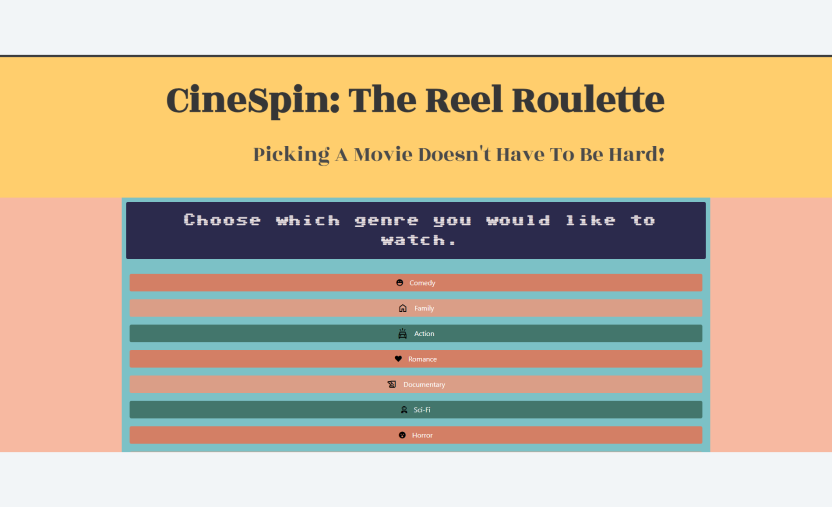 CineSpin: The Reel Roulette
Picking A Movie Doesn't Have To Be Hard!
Choose which genre you would like to
watch.
Comedy
Family
Action
Romance
Documentary
Sci-Fi
Horror